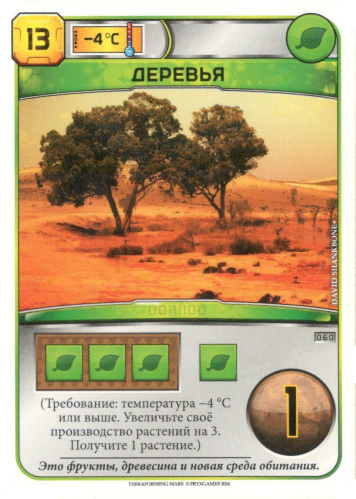 13
−4 °C
ДЕРЕВЬЯ
DAVID SHANKBONE
060
1
(Требование: температура −4 °C
или выше. Увеличьте своё
производство растений на 3.
Получите 1 растение.)
Это фрукты, древесина и новая среда обитания.
TERRAFORMING MARS © FRYXGAMES 2016